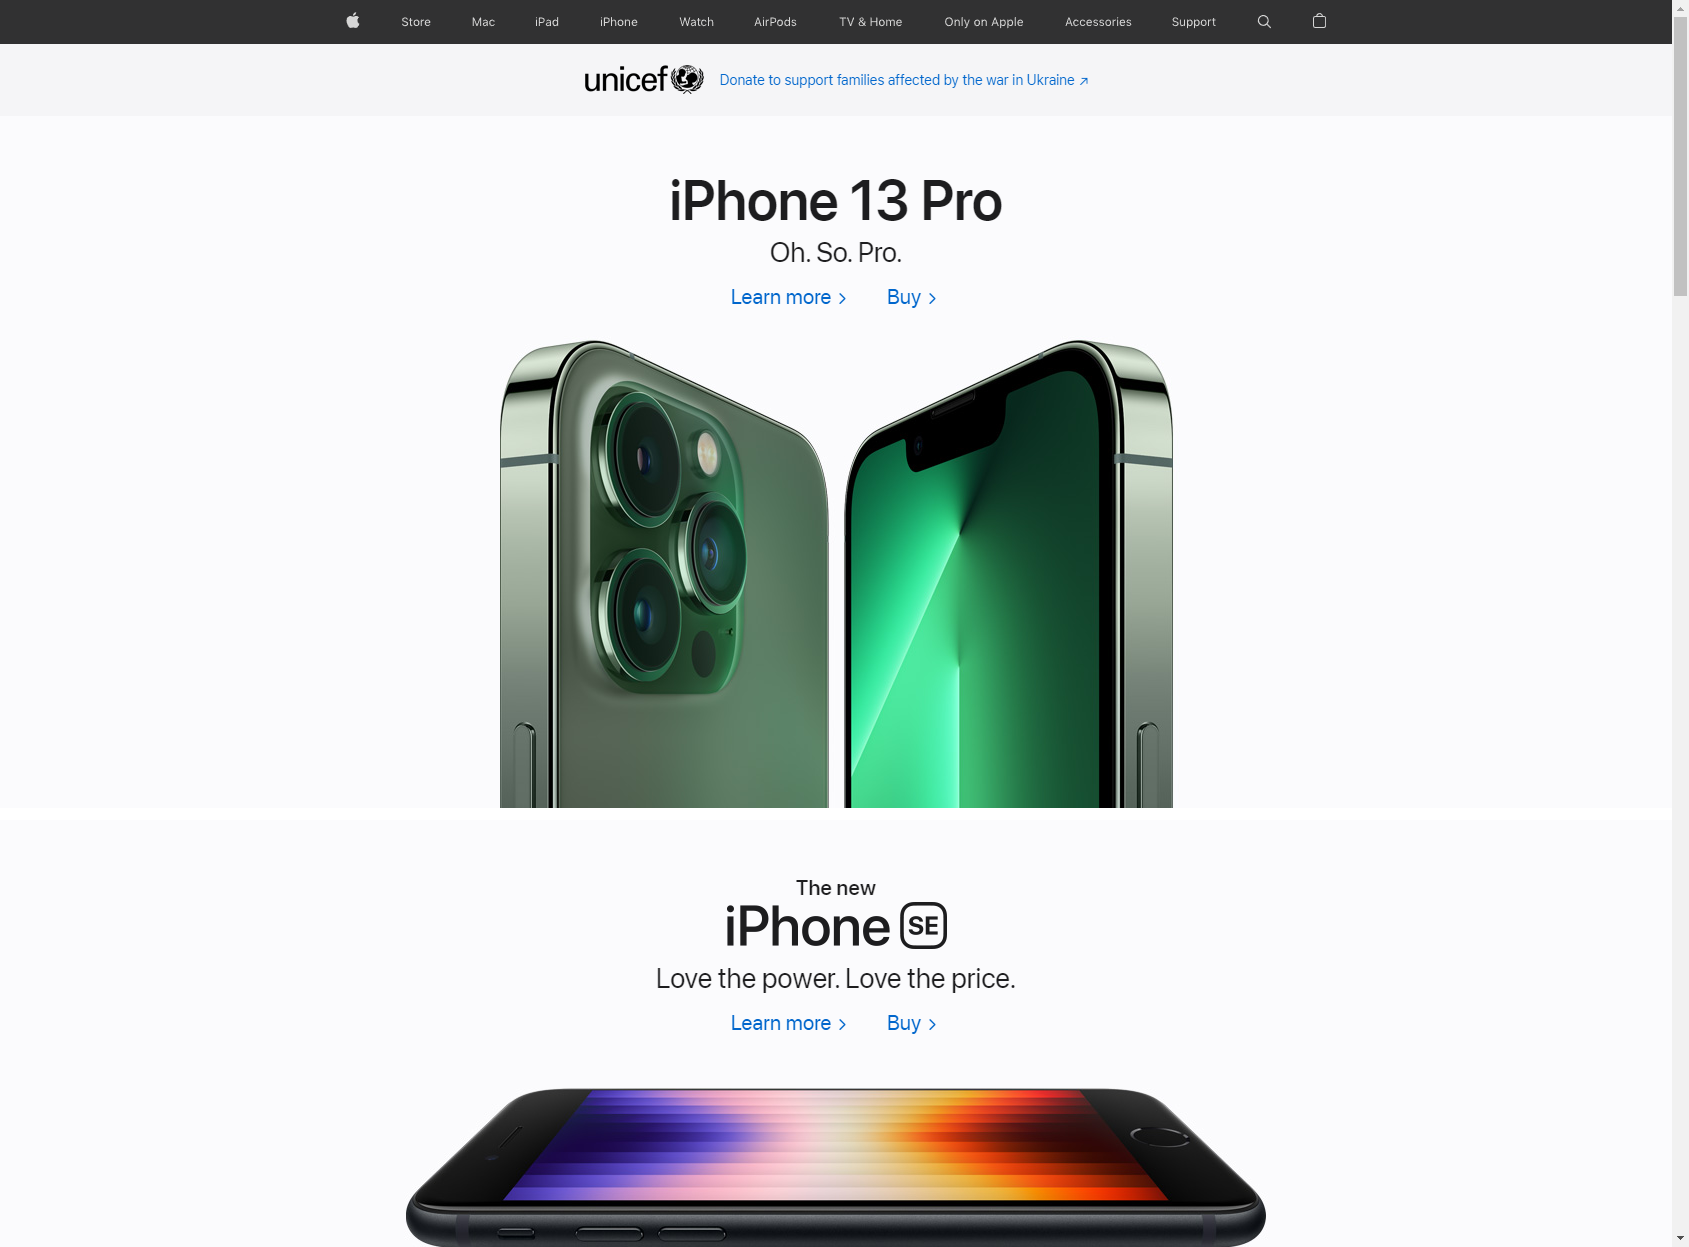 Store Mac iPad iPhone Watch AirPods TV & Home Only on Apple Accessories Support
unicef Donate to support families affected by the war in Ukraine ↗
iPhone 13 Pro
Oh. So. Pro.
Learn more > Buy >
The new
iPhone SE
Love the power. Love the price.
Learn more > Buy >